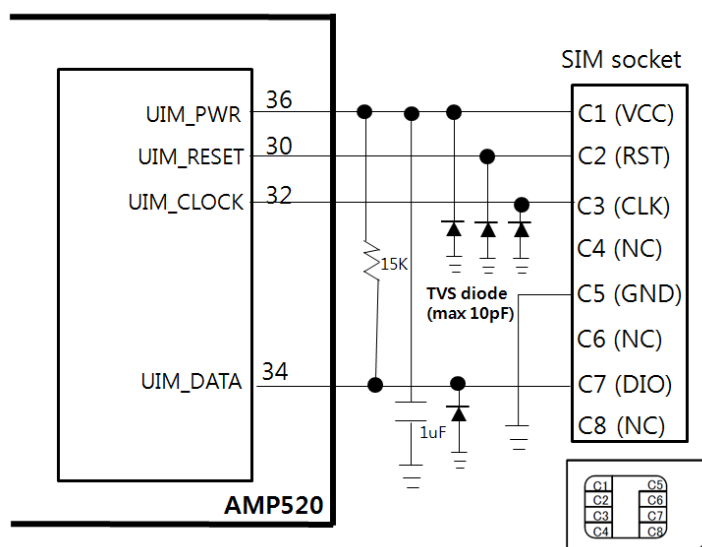 SIM socket
UIM_PWR 36 C1 (VCC)
UIM_RESET 30 C2 (RST)
UIM_CLOCK 32 C3 (CLK)
C4 (NC)
15K
TVS diode
(max 10pF)
C5 (GND)
C6 (NC)
UIM_DATA 34 C7 (DIO)
1uF
C8 (NC)
AMP520
C1 C5
C2 C6
C3 C7
C4 C8